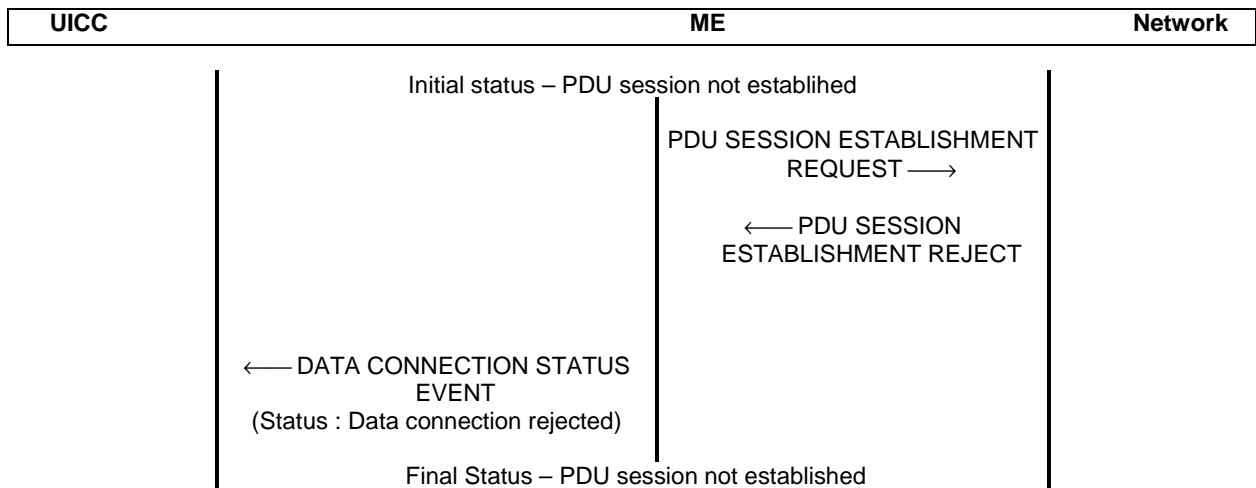 UICC ME Network
Initial status – PDU session not establihed
PDU SESSION ESTABLISHMENT
REQUEST ⟶
⟵ PDU SESSION
ESTABLISHMENT REJECT
⟵ DATA CONNECTION STATUS
EVENT
(Status : Data connection rejected)
Final Status – PDU session not established